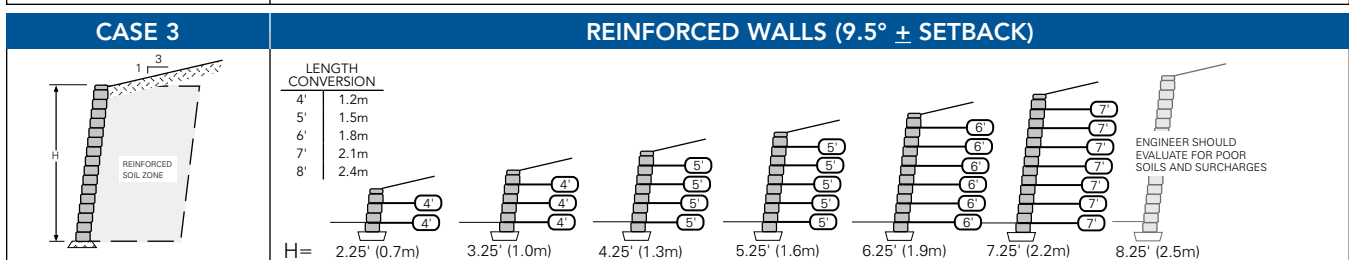 CASE 3
REINFORCED WALLS (9.5° ± SETBACK)
3
1
H
REINFORCED
SOIL ZONE
LENGTH
CONVERSION
4' 1.2m
5' 1.5m
6' 1.8m
7' 2.1m
8' 2.4m
4'
4'
4'
4'
4'
5'
5'
5'
5'
5'
5'
5'
5'
5'
6'
6'
6'
6'
6'
6'
7'
7'
7'
7'
7'
7'
7'
ENGINEER SHOULD
EVALUATE FOR POOR
SOILS AND SURCHARGES
H= 2.25' (0.7m) 3.25' (1.0m) 4.25' (1.3m) 5.25' (1.6m) 6.25' (1.9m) 7.25' (2.2m) 8.25' (2.5m)